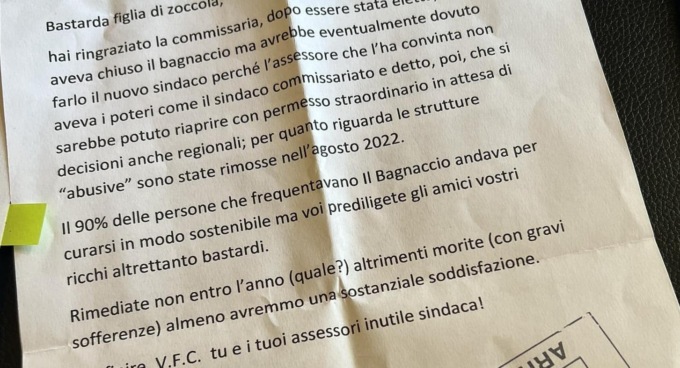 Bastarda figlia di zoccola,
hai ringraziato la commissaria, dopo essere stata
aveva chiuso il bagnaccio ma avrebbe eventualmente dovuto
farlo il nuovo sindaco perché l'assessore che l'ha convinta non
aveva i poteri come il sindaco commissariato e detto, poi, che si
sarebbe potuto riaprire con permesso straordinario in attesa di
decisioni anche regionali; per quanto riguarda le strutture
“abusive” sono state rimosse nell'agosto 2022.
Il 90% delle persone che frequentavano Il Bagnaccio andava per
curarsi in modo sostenibile ma voi prediligete gli amici vostri
ricchi altrettanto bastardi.
Rimediate non entro l'anno (quale?) altrimenti morite (con gravi
sofferenze) almeno avremmo una sostanziale soddisfazione.
V.F.C. tu e i tuoi assessori inutile sindaca!